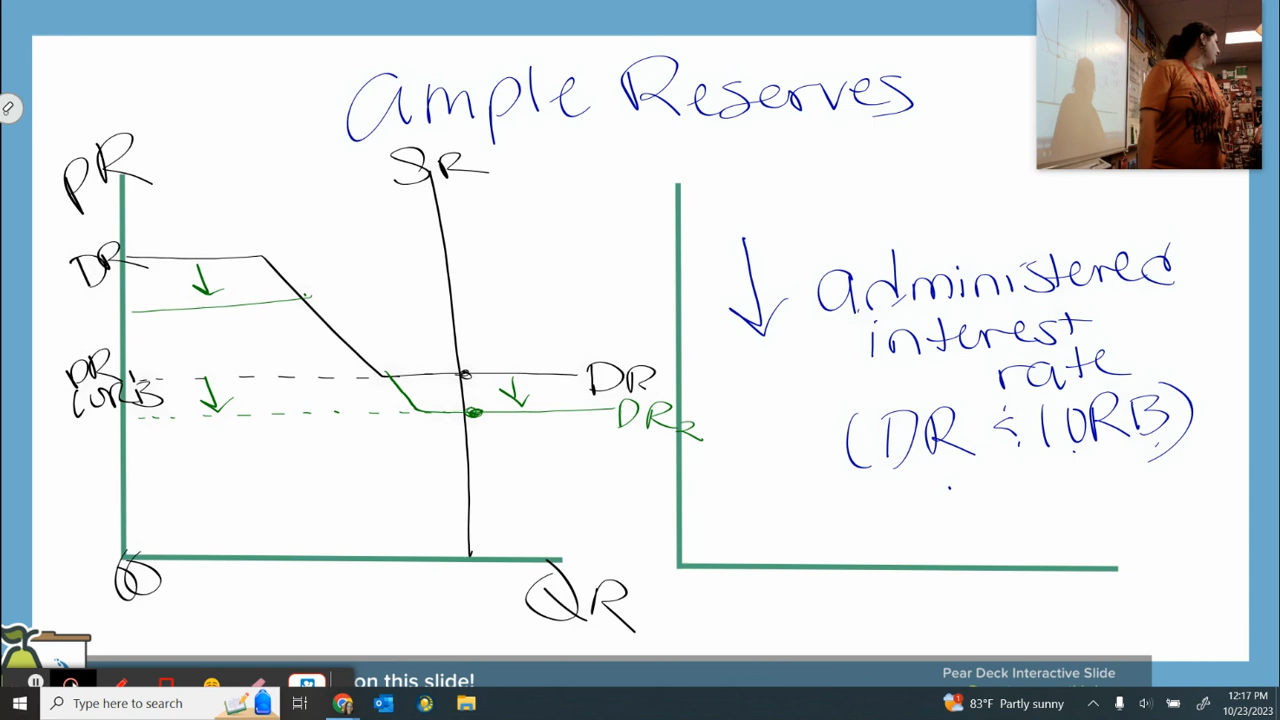 Ample Reserves
PR
SR
DR
PR
IORB
DR
DR2
Q
QR
↓ administered
interest
rate
(DR & IORB)
on this slide!
Pear Deck Interactive Slide
Type here to search
83°F Partly sunny
12:17 PM
10/23/2023